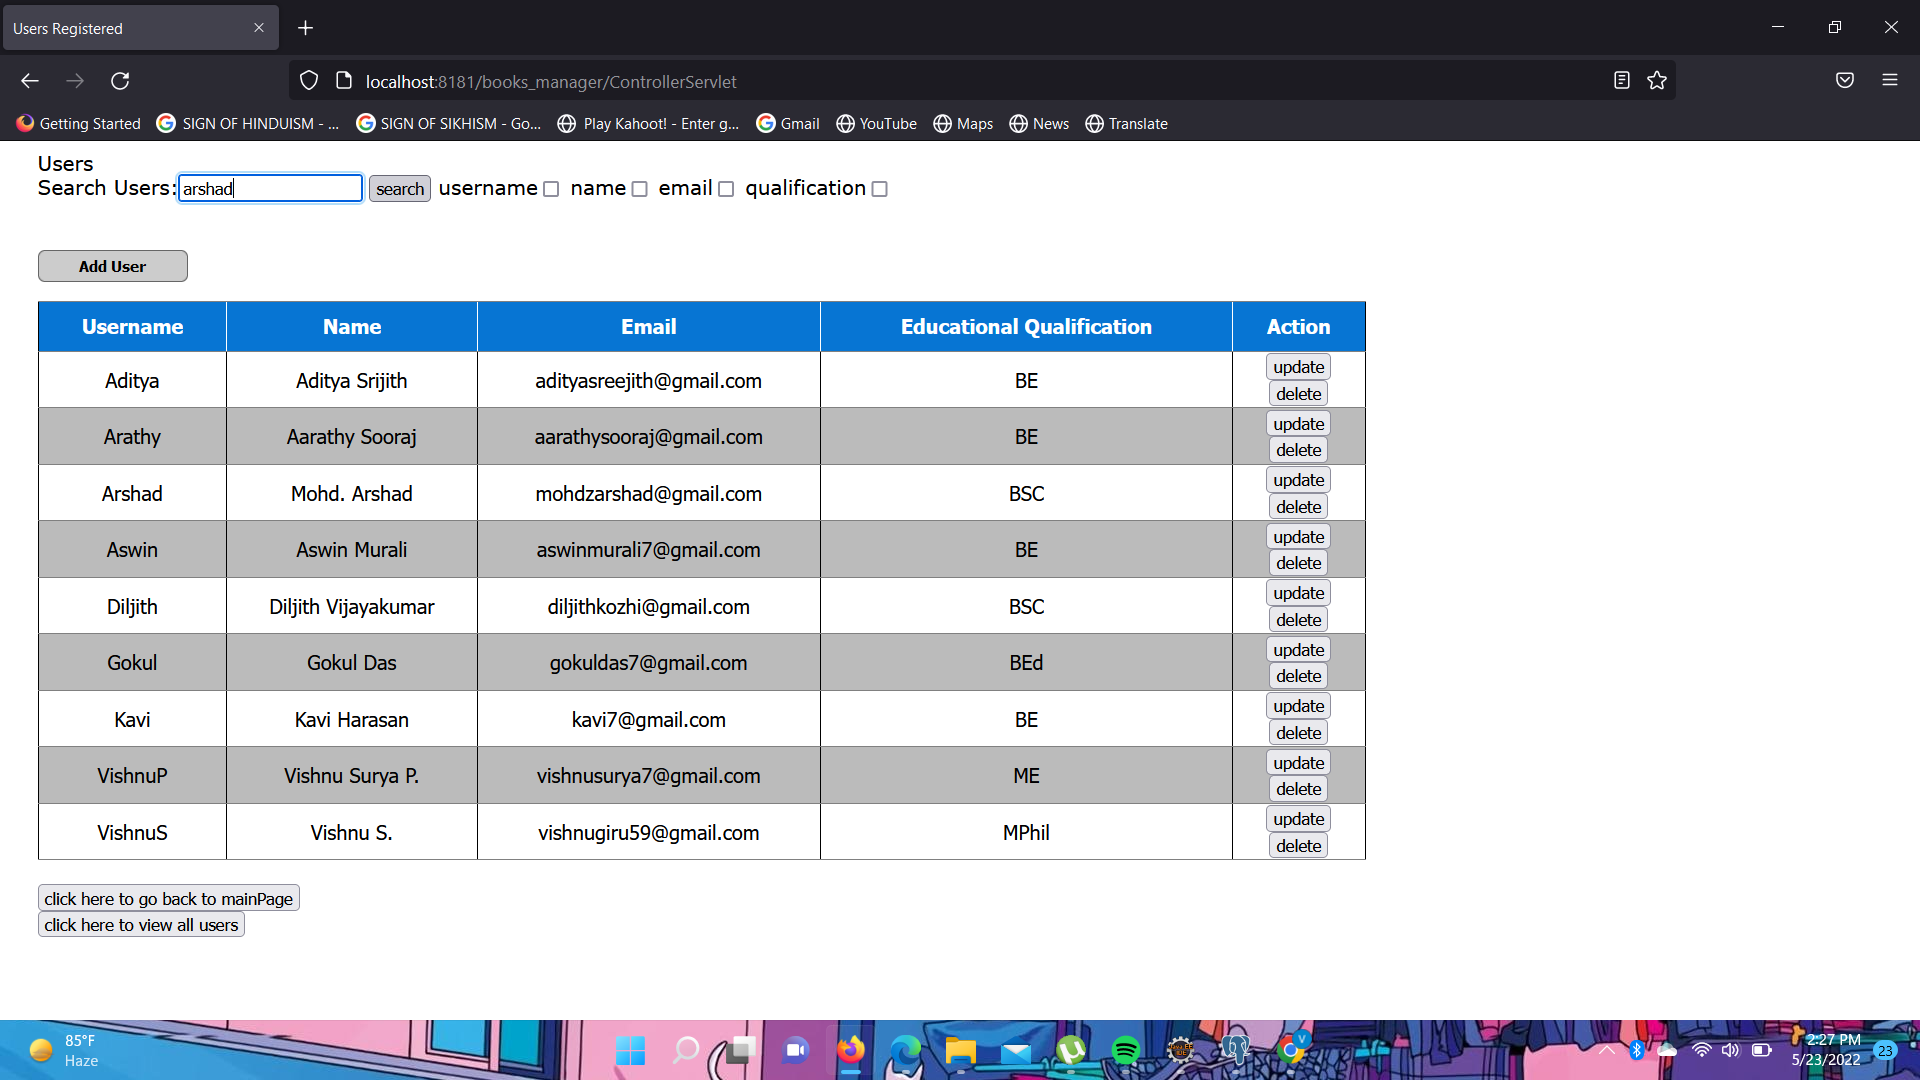 Users Registered
localhost:8181/books_manager/ControllerServlet
Getting Started SIGN OF HINDUISM - ... SIGN OF SIKHISM - Go... Play Kahoot! - Enter g... Gmail YouTube Maps News Translate
Users
Search Users: arshad search username name email qualification
Add User
Username Name Email Educational Qualification Action
Aditya Aditya Srijith adityasreejith@gmail.com BE update
delete
Arathy Aarathy Sooraj aarathysooraj@gmail.com BE update
delete
Arshad Mohd. Arshad mohdzarshad@gmail.com BSC update
delete
Aswin Aswin Murali aswinmurali7@gmail.com BE update
delete
Diljith Diljith Vijayakumar diljithkozhi@gmail.com BSC update
delete
Gokul Gokul Das gokuldas7@gmail.com BEd update
delete
Kavi Kavi Harasan kavi7@gmail.com BE update
delete
VishnuP Vishnu Surya P. vishnusurya7@gmail.com ME update
delete
VishnuS Vishnu S. vishnugiru59@gmail.com MPhil update
delete
click here to go back to mainPage
click here to view all users
85°F
Haze
2:27 PM
5/23/2022
23